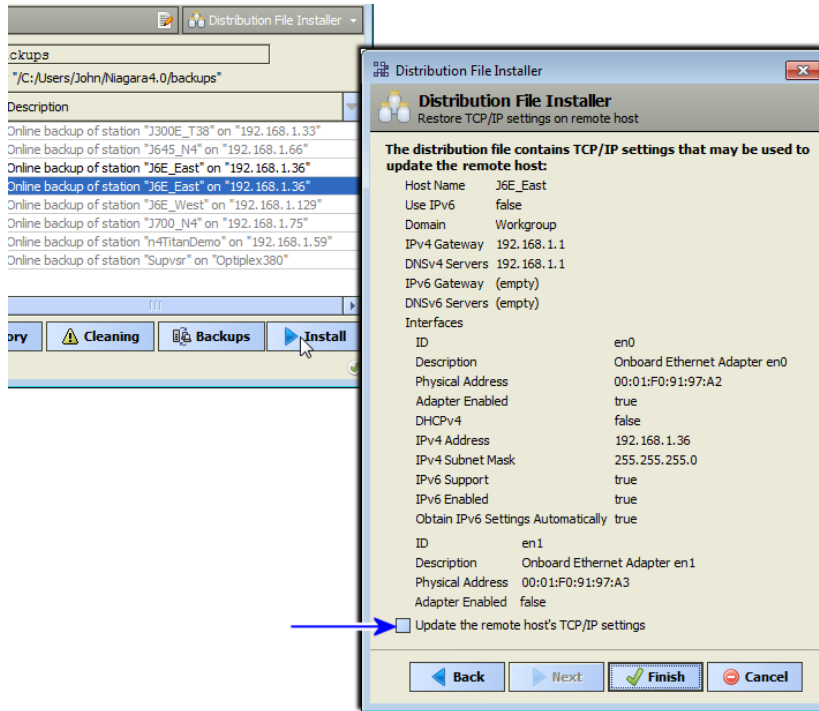 Distribution File Installer
ckups
"/C:/Users/John/Niagara4.0/backups"
Description
Online backup of station "J300E_T38" on "192.168.1.33"
Online backup of station "J645_N4" on "192.168.1.66"
Online backup of station "J6E_East" on "192.168.1.36"
Online backup of station "J6E_East" on "192.168.1.36"
Online backup of station "J6E_West" on "192.168.1.129"
Online backup of station "J700_N4" on "192.168.1.75"
Online backup of station "n4TitanDemo" on "192.168.1.59"
Online backup of station "Supvsr" on "Optiplex380"
ory Cleaning Backups Install
Distribution File Installer
Distribution File Installer
Restore TCP/IP settings on remote host
The distribution file contains TCP/IP settings that may be used to
update the remote host:
Host Name J6E_East
Use IPv6 false
Domain Workgroup
IPv4 Gateway 192.168.1.1
DNSv4 Servers 192.168.1.1
IPv6 Gateway (empty)
DNSv6 Servers (empty)
Interfaces
ID en0
Description Onboard Ethernet Adapter en0
Physical Address 00:01:F0:91:97:A2
Adapter Enabled true
DHCPv4 false
IPv4 Address 192.168.1.36
IPv4 Subnet Mask 255.255.255.0
IPv6 Support true
IPv6 Enabled true
Obtain IPv6 Settings Automatically true
ID en1
Description Onboard Ethernet Adapter en1
Physical Address 00:01:F0:91:97:A3
Adapter Enabled false
Update the remote host's TCP/IP settings
Back Next Finish Cancel